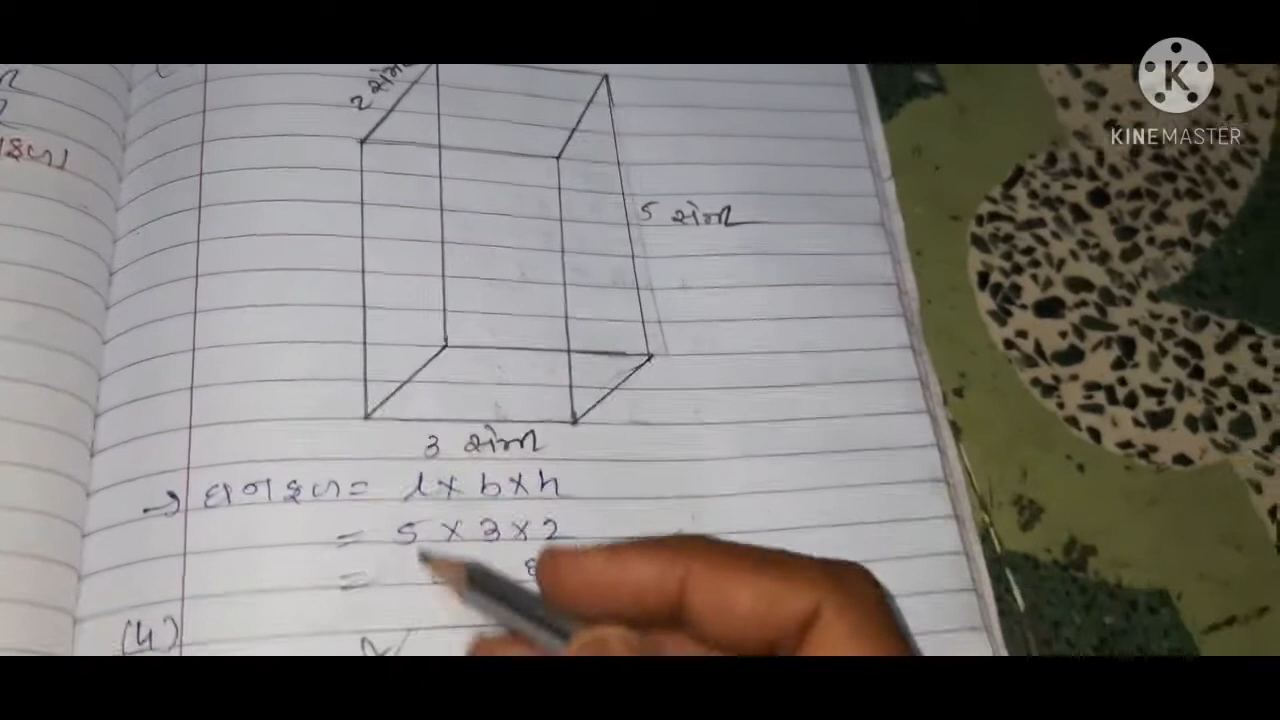 2 સેમી
5 સેમી
3 સેમી
→ ઘનફળ = l × b × h
= 5 × 3 × 2
=
(4)
KINEMASTER